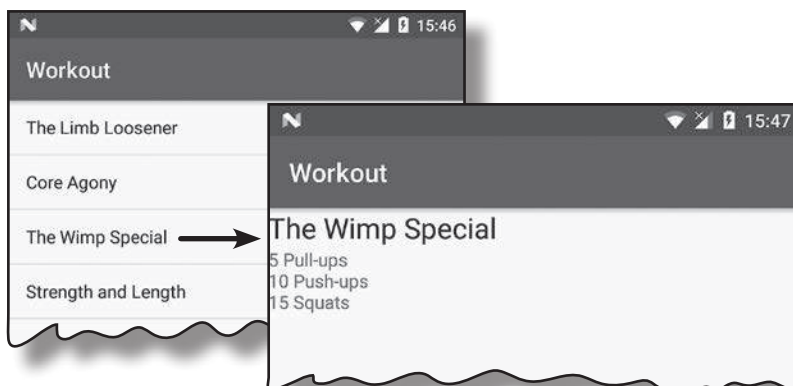 15:46
Workout
The Limb Loosener
Core Agony
The Wimp Special
Strength and Length
15:47
Workout
The Wimp Special
5 Pull-ups
10 Push-ups
15 Squats